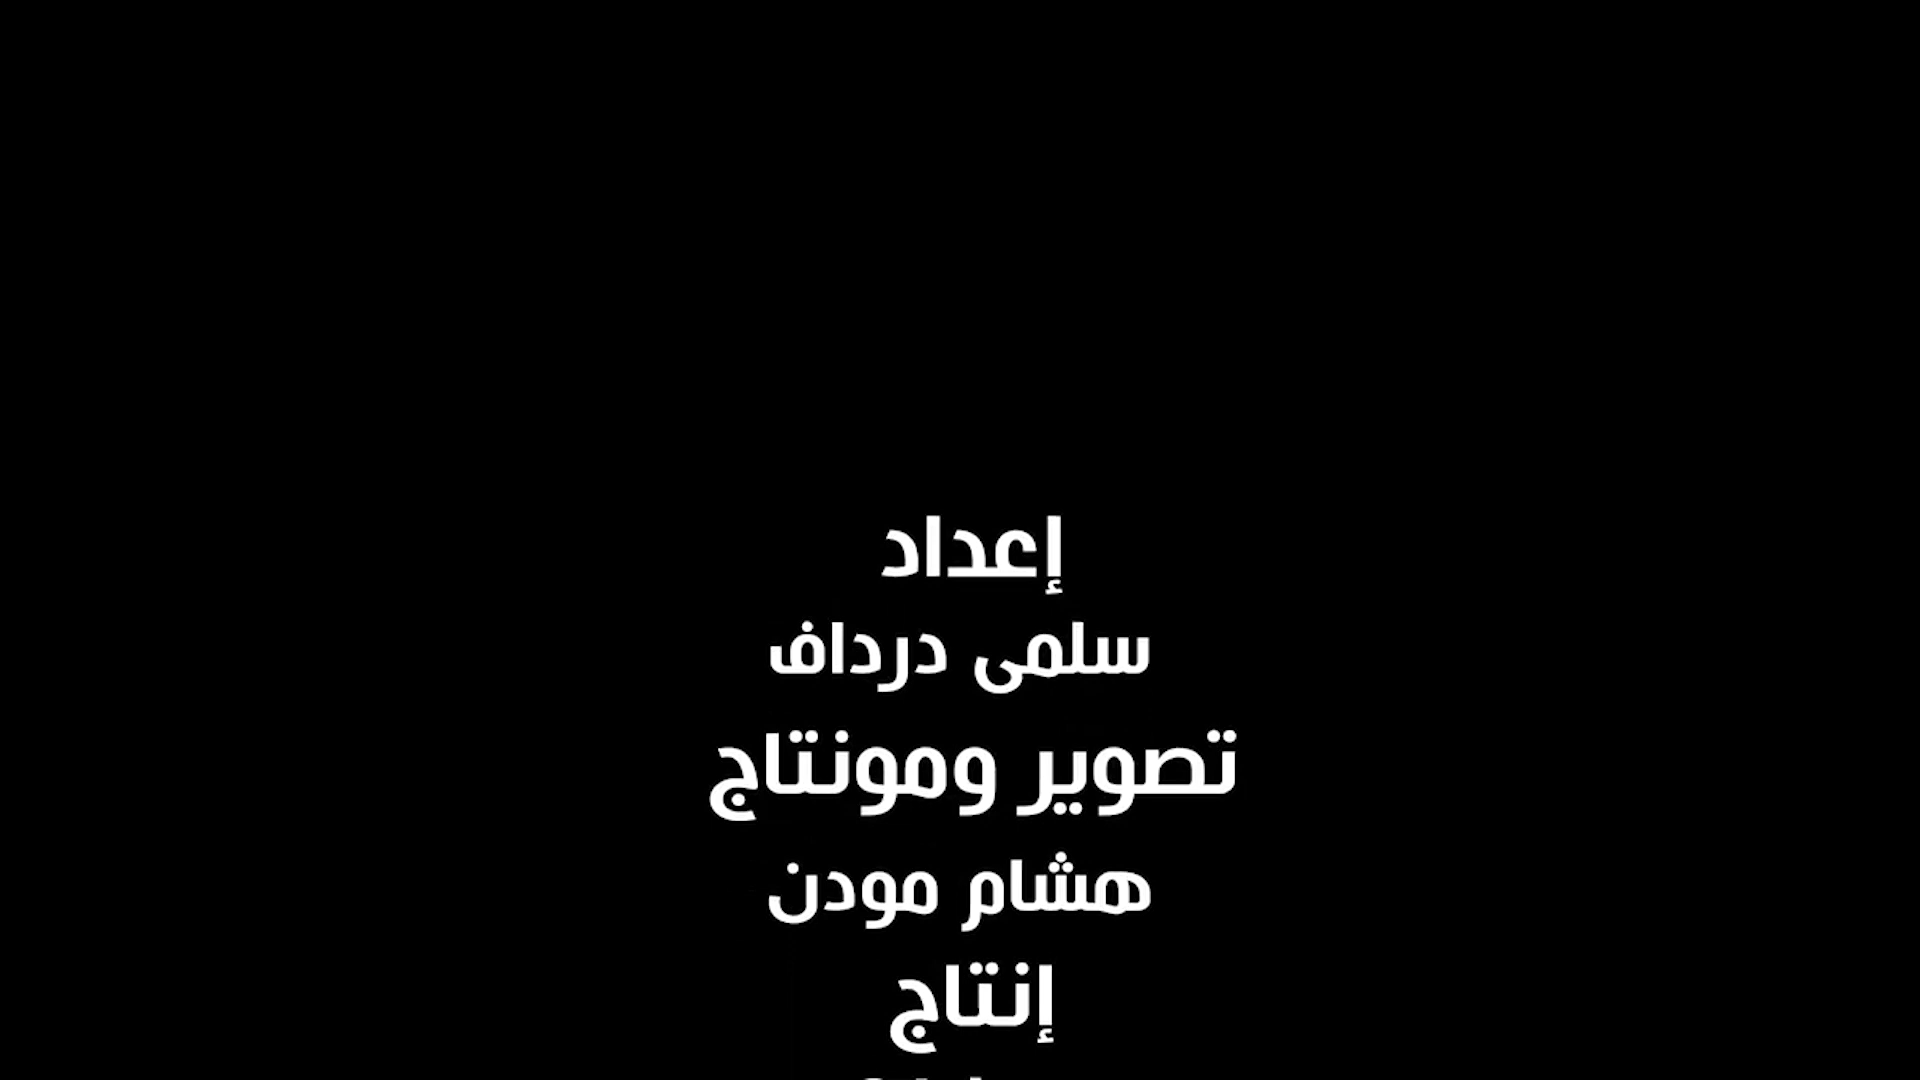 إعداد
سلمى درداف
تصوير ومونتاج
هشام مودن
إنتاج